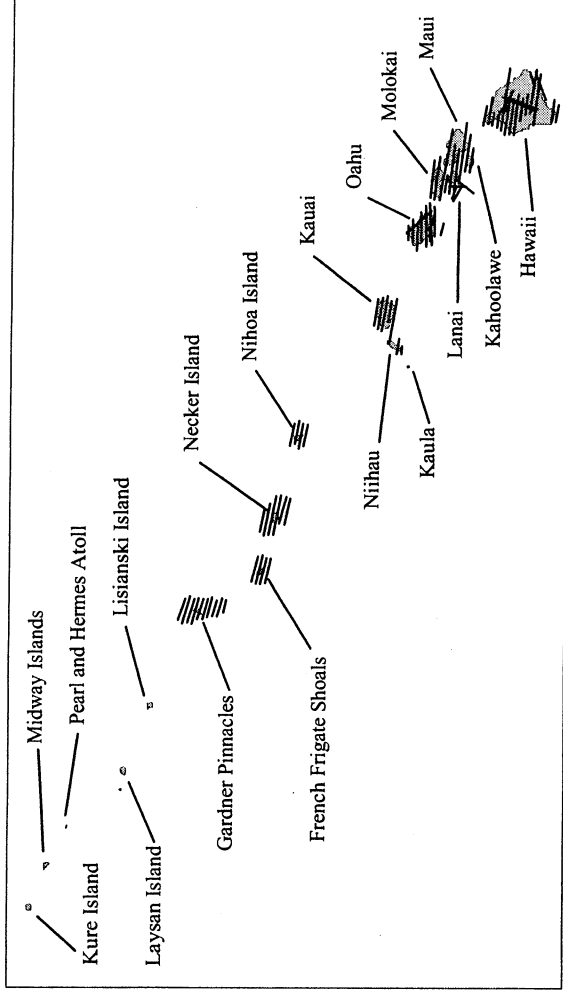 Midway Islands
Pearl and Hermes Atoll
Lisianski Island
Necker Island
Nihoa Island
Kauai
Oahu
Molokai
Maui
Kure Island
Laysan Island
Gardner Pinnacles
French Frigate Shoals
Niihau
Kaula
Lanai
Kahoolawe
Hawaii